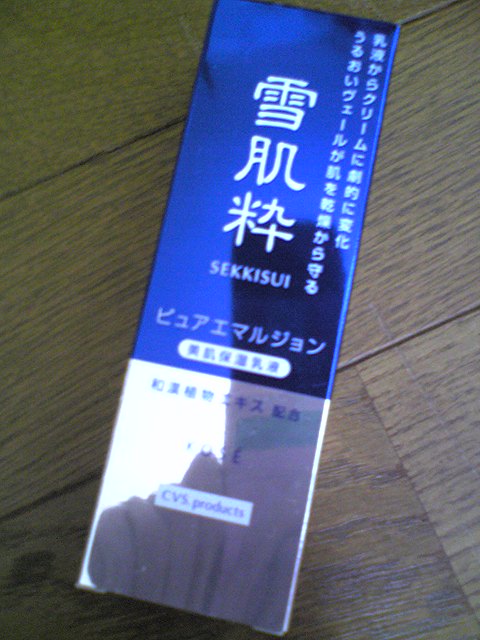 乳液からクリームに劇的に変化
うるおいヴェールが肌を乾燥から守る
雪肌粋
SEKKISUI
ピュアエマルジョン
美肌保湿乳液
和漢植物エキス 配合
KOSÉ
CVS. products